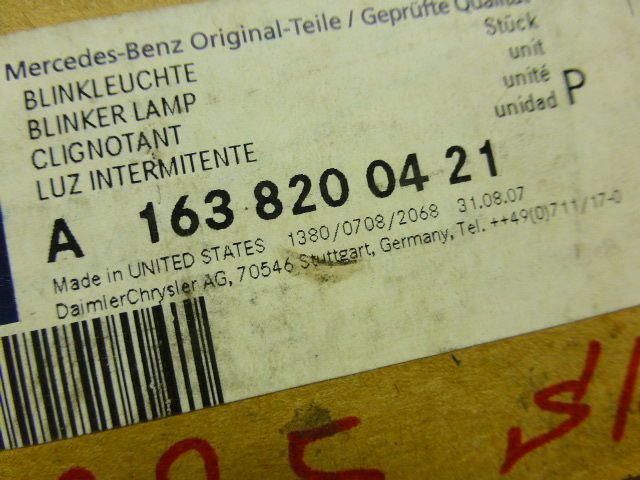 Mercedes-Benz Original-Teile / Geprüfte Qualität
BLINKLEUCHTE
BLINKER LAMP
CLIGNOTANT
LUZ INTERMITENTE
Stück
unit
unité
unidad P
A 163 820 04 21
Made in UNITED STATES 1380/0708/2068 31.08.07
DaimlerChrysler AG, 70546 Stuttgart, Germany, Tel. ++49(0)711/17-0